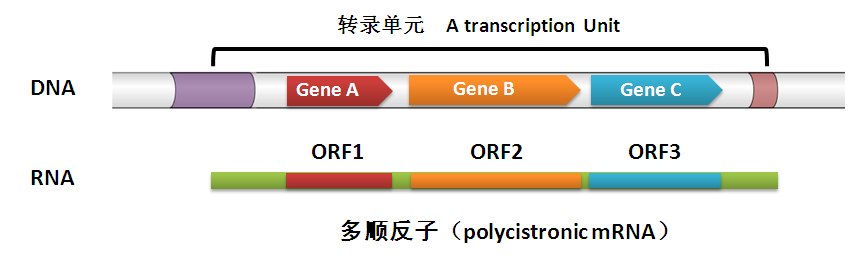 转录单元 A transcription Unit
DNA
Gene A
Gene B
Gene C
ORF1
ORF2
ORF3
RNA
多顺反子（polycistronic mRNA）